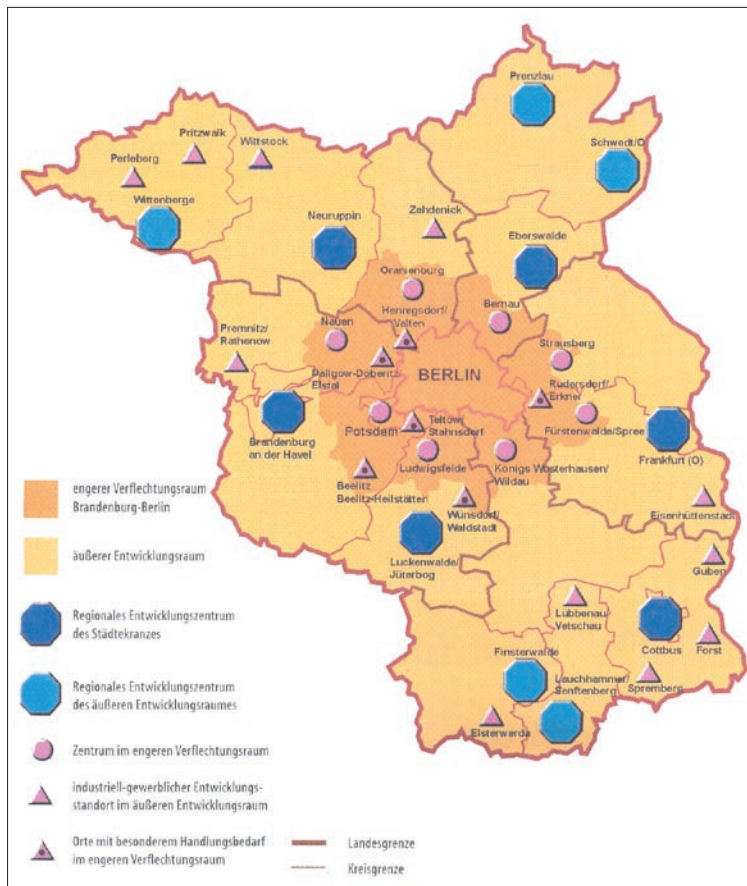 Prenzlau
Schwedt/O
Pritzwalk
Wittstock
Perleberg
Wittenberge
Neuruppin
Zehdenick
Eberswalde
Oranienburg
Hennigsdorf/
Velten
Bernau
Nauen
Premnitz/
Rathenow
Strausberg
Dallgow-Döberitz/
Elstal
BERLIN
Rüdersdorf/
Erkner
Potsdam
Teltow/
Stahnsdorf
Fürstenwalde/Spree
Brandenburg
an der Havel
Ludwigsfelde
Königs Wusterhausen/
Wildau
Frankfurt (O)
Beelitz
Beelitz-Heilstätten
Wünsdorf/
Waldstadt
Eisenhüttenstadt
Luckenwalde/
Jüterbog
Guben
Lübbenau/
Vetschau
Cottbus
Forst
Finsterwalde
Lauchhammer/
Senftenberg
Spremberg
Elsterwerda
engerer Verflechtungsraum
Brandenburg-Berlin
äußerer Entwicklungsraum
Regionales Entwicklungszentrum
des Städtekranzes
Regionales Entwicklungszentrum
des äußeren Entwicklungsraumes
Zentrum im engeren Verflechtungsraum
industriell-gewerblicher Entwicklungs-
standort im äußeren Entwicklungsraum
Orte mit besonderem Handlungsbedarf
im engeren Verflechtungsraum
Landesgrenze
Kreisgrenze